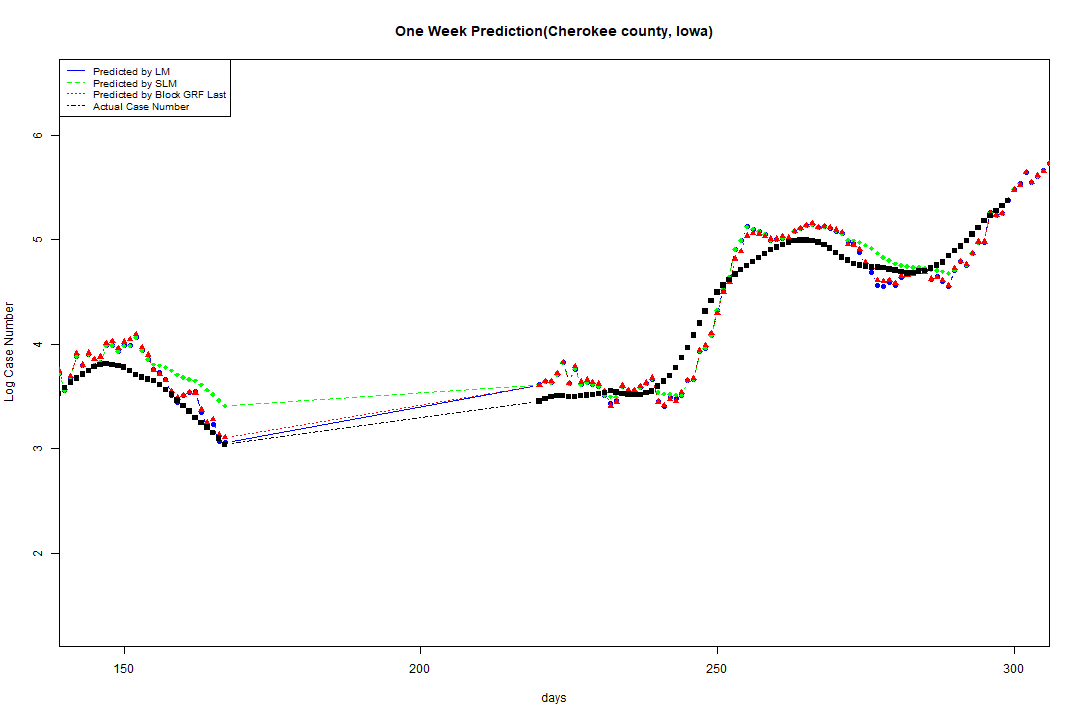 One Week Prediction(Cherokee county, Iowa)
Predicted by LM
Predicted by SLM
Predicted by Block GRF Last
Actual Case Number
6
5
4
3
2
Log Case Number
150 200 250 300
days